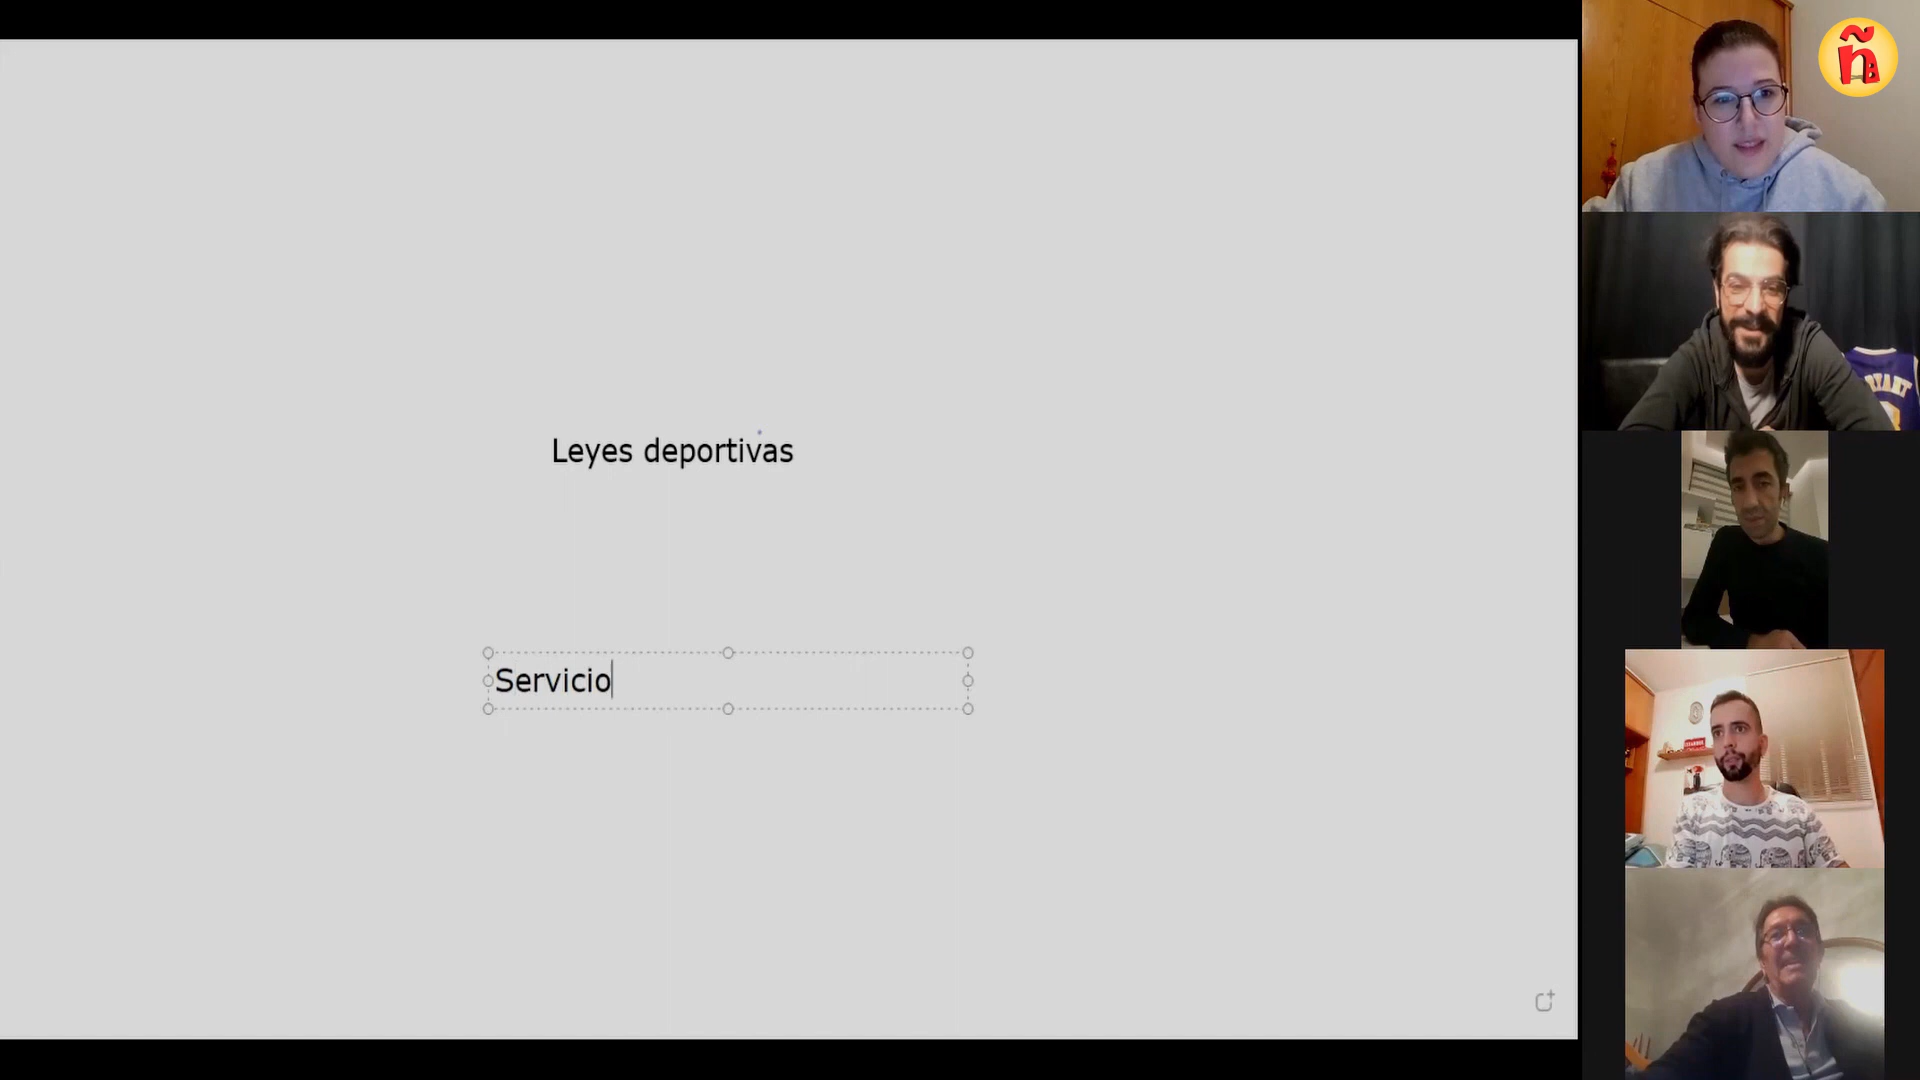 Leyes deportivas
Servicio
ñ